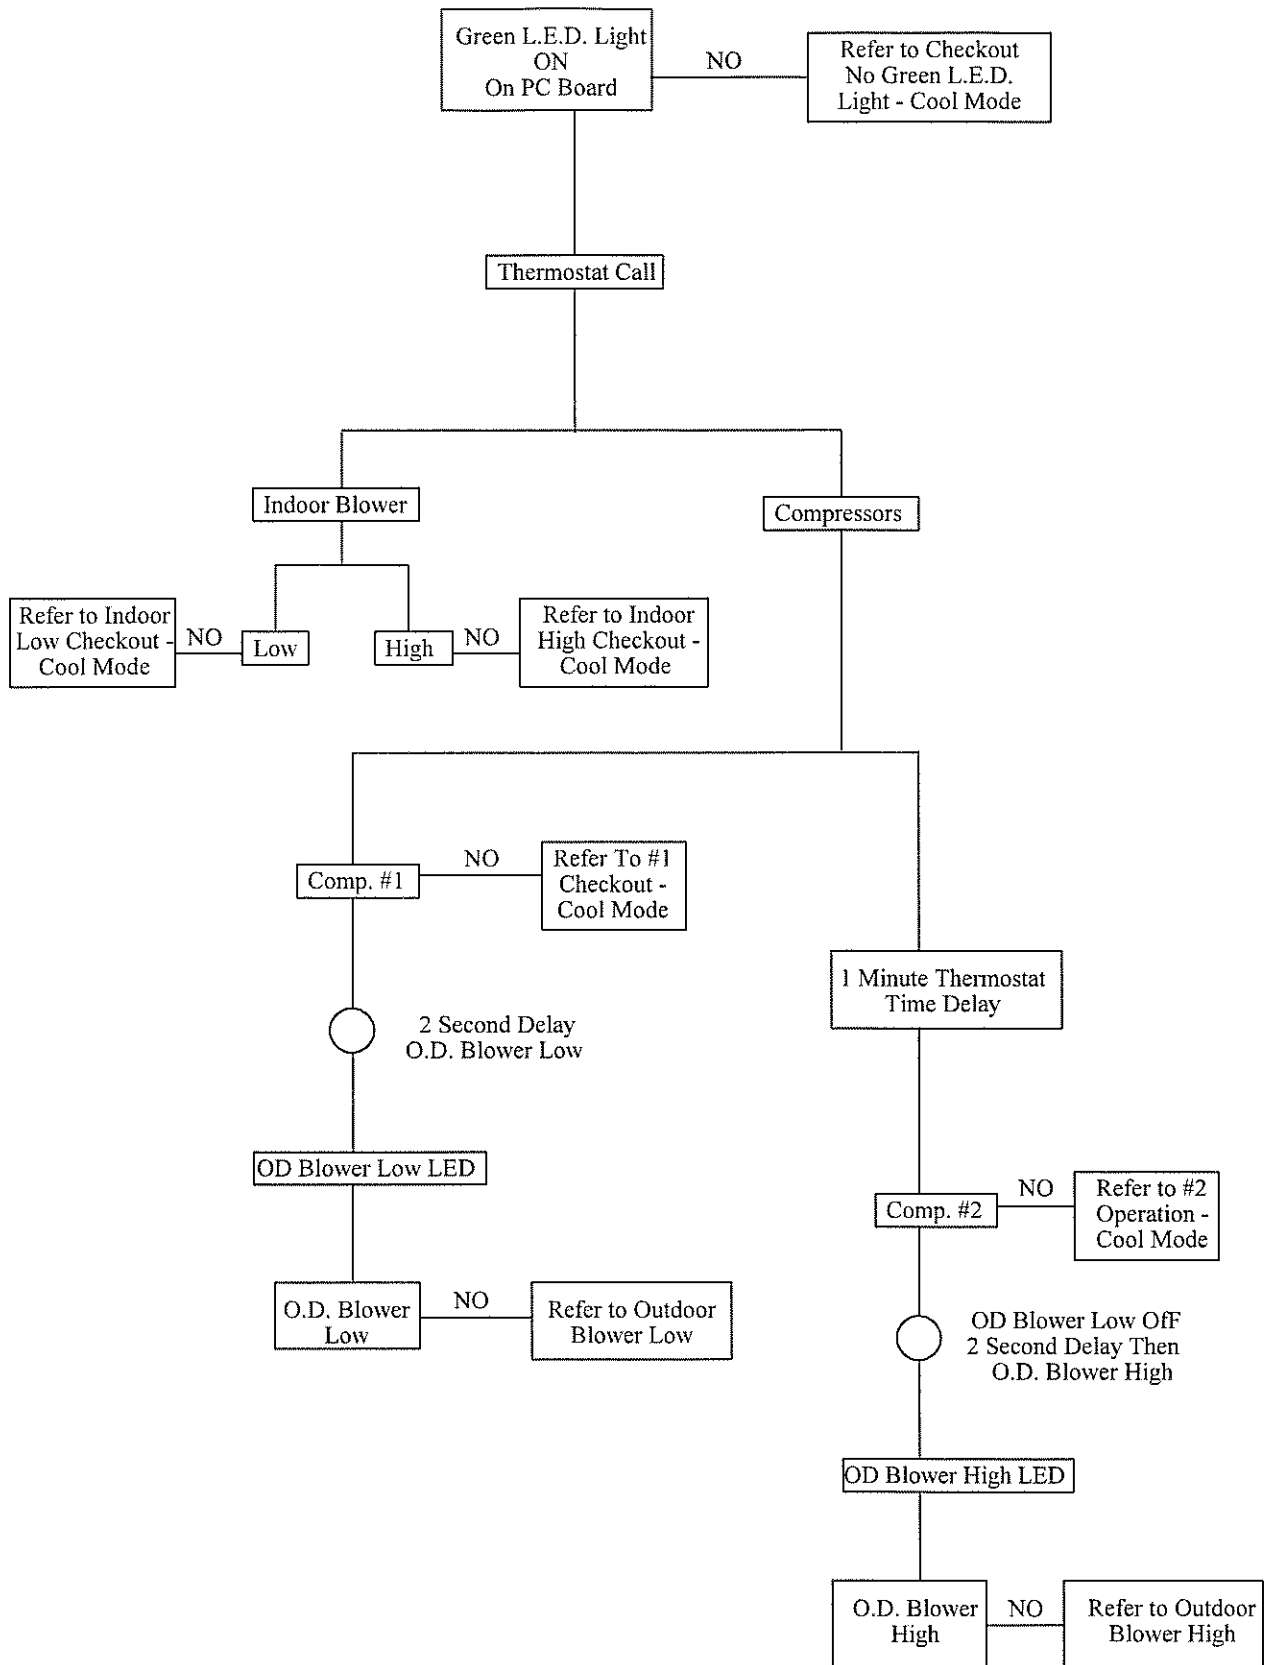 Green L.E.D. Light
ON
On PC Board
NO
Refer to Checkout
No Green L.E.D.
Light - Cool Mode
Thermostat Call
Indoor Blower
Compressors
Refer to Indoor
Low Checkout -
Cool Mode
NO
Low
High
NO
Refer to Indoor
High Checkout -
Cool Mode
Comp. #1
NO
Refer To #1
Checkout -
Cool Mode
1 Minute Thermostat
Time Delay
2 Second Delay
O.D. Blower Low
OD Blower Low LED
Comp. #2
NO
Refer to #2
Operation -
Cool Mode
O.D. Blower
Low
NO
Refer to Outdoor
Blower Low
OD Blower Low OfF
2 Second Delay Then
O.D. Blower High
OD Blower High LED
O.D. Blower
High
NO
Refer to Outdoor
Blower High